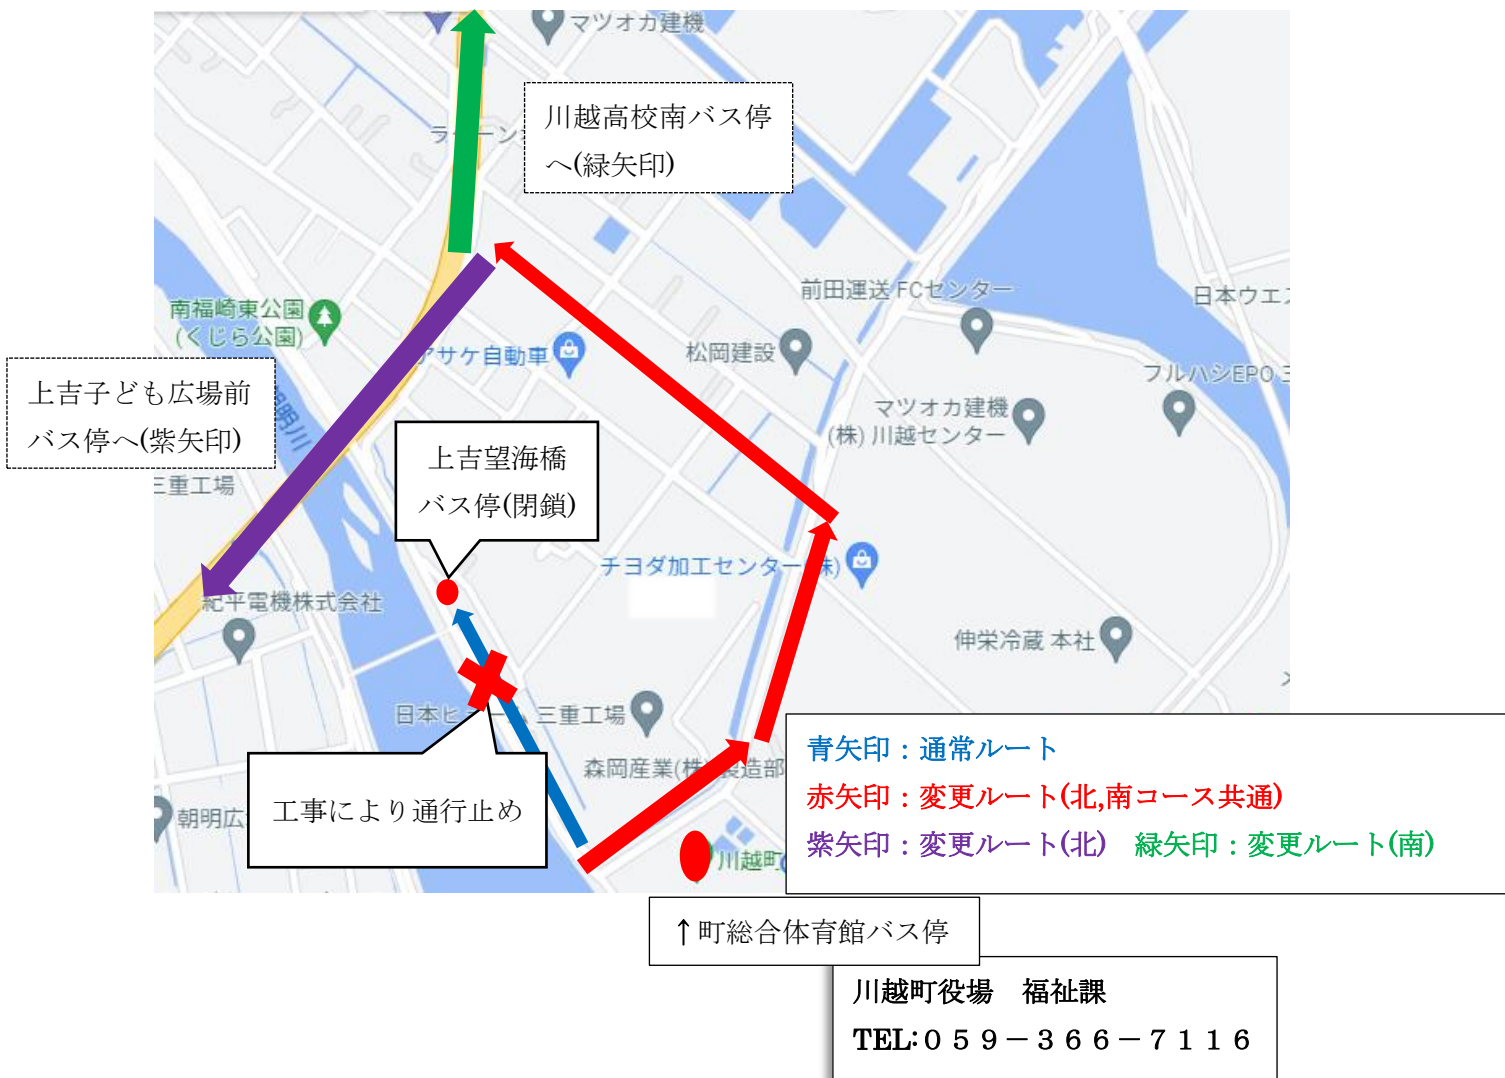 マツオカ建機
川越高校南バス停
へ(緑矢印)
南福崎東公園
(くじら公園)
アサケ自動車
前田運送 FCセンター
松岡建設
フルハシEPO
上吉子ども広場前
バス停へ(紫矢印)
朝明川
三重工場
マツオカ建機
(株) 川越センター
上吉望海橋
バス停(閉鎖)
チヨダ加工センター(株)
紀平電機株式会社
伸栄冷蔵 本社
三重工場
森岡産業(株) 製造部
工事により通行止め
青矢印：通常ルート
赤矢印：変更ルート(北,南コース共通)
紫矢印：変更ルート(北)　緑矢印：変更ルート(南)
川越町
↑町総合体育館バス停
川越町役場　福祉課
TEL:０５９－３６６－７１１６